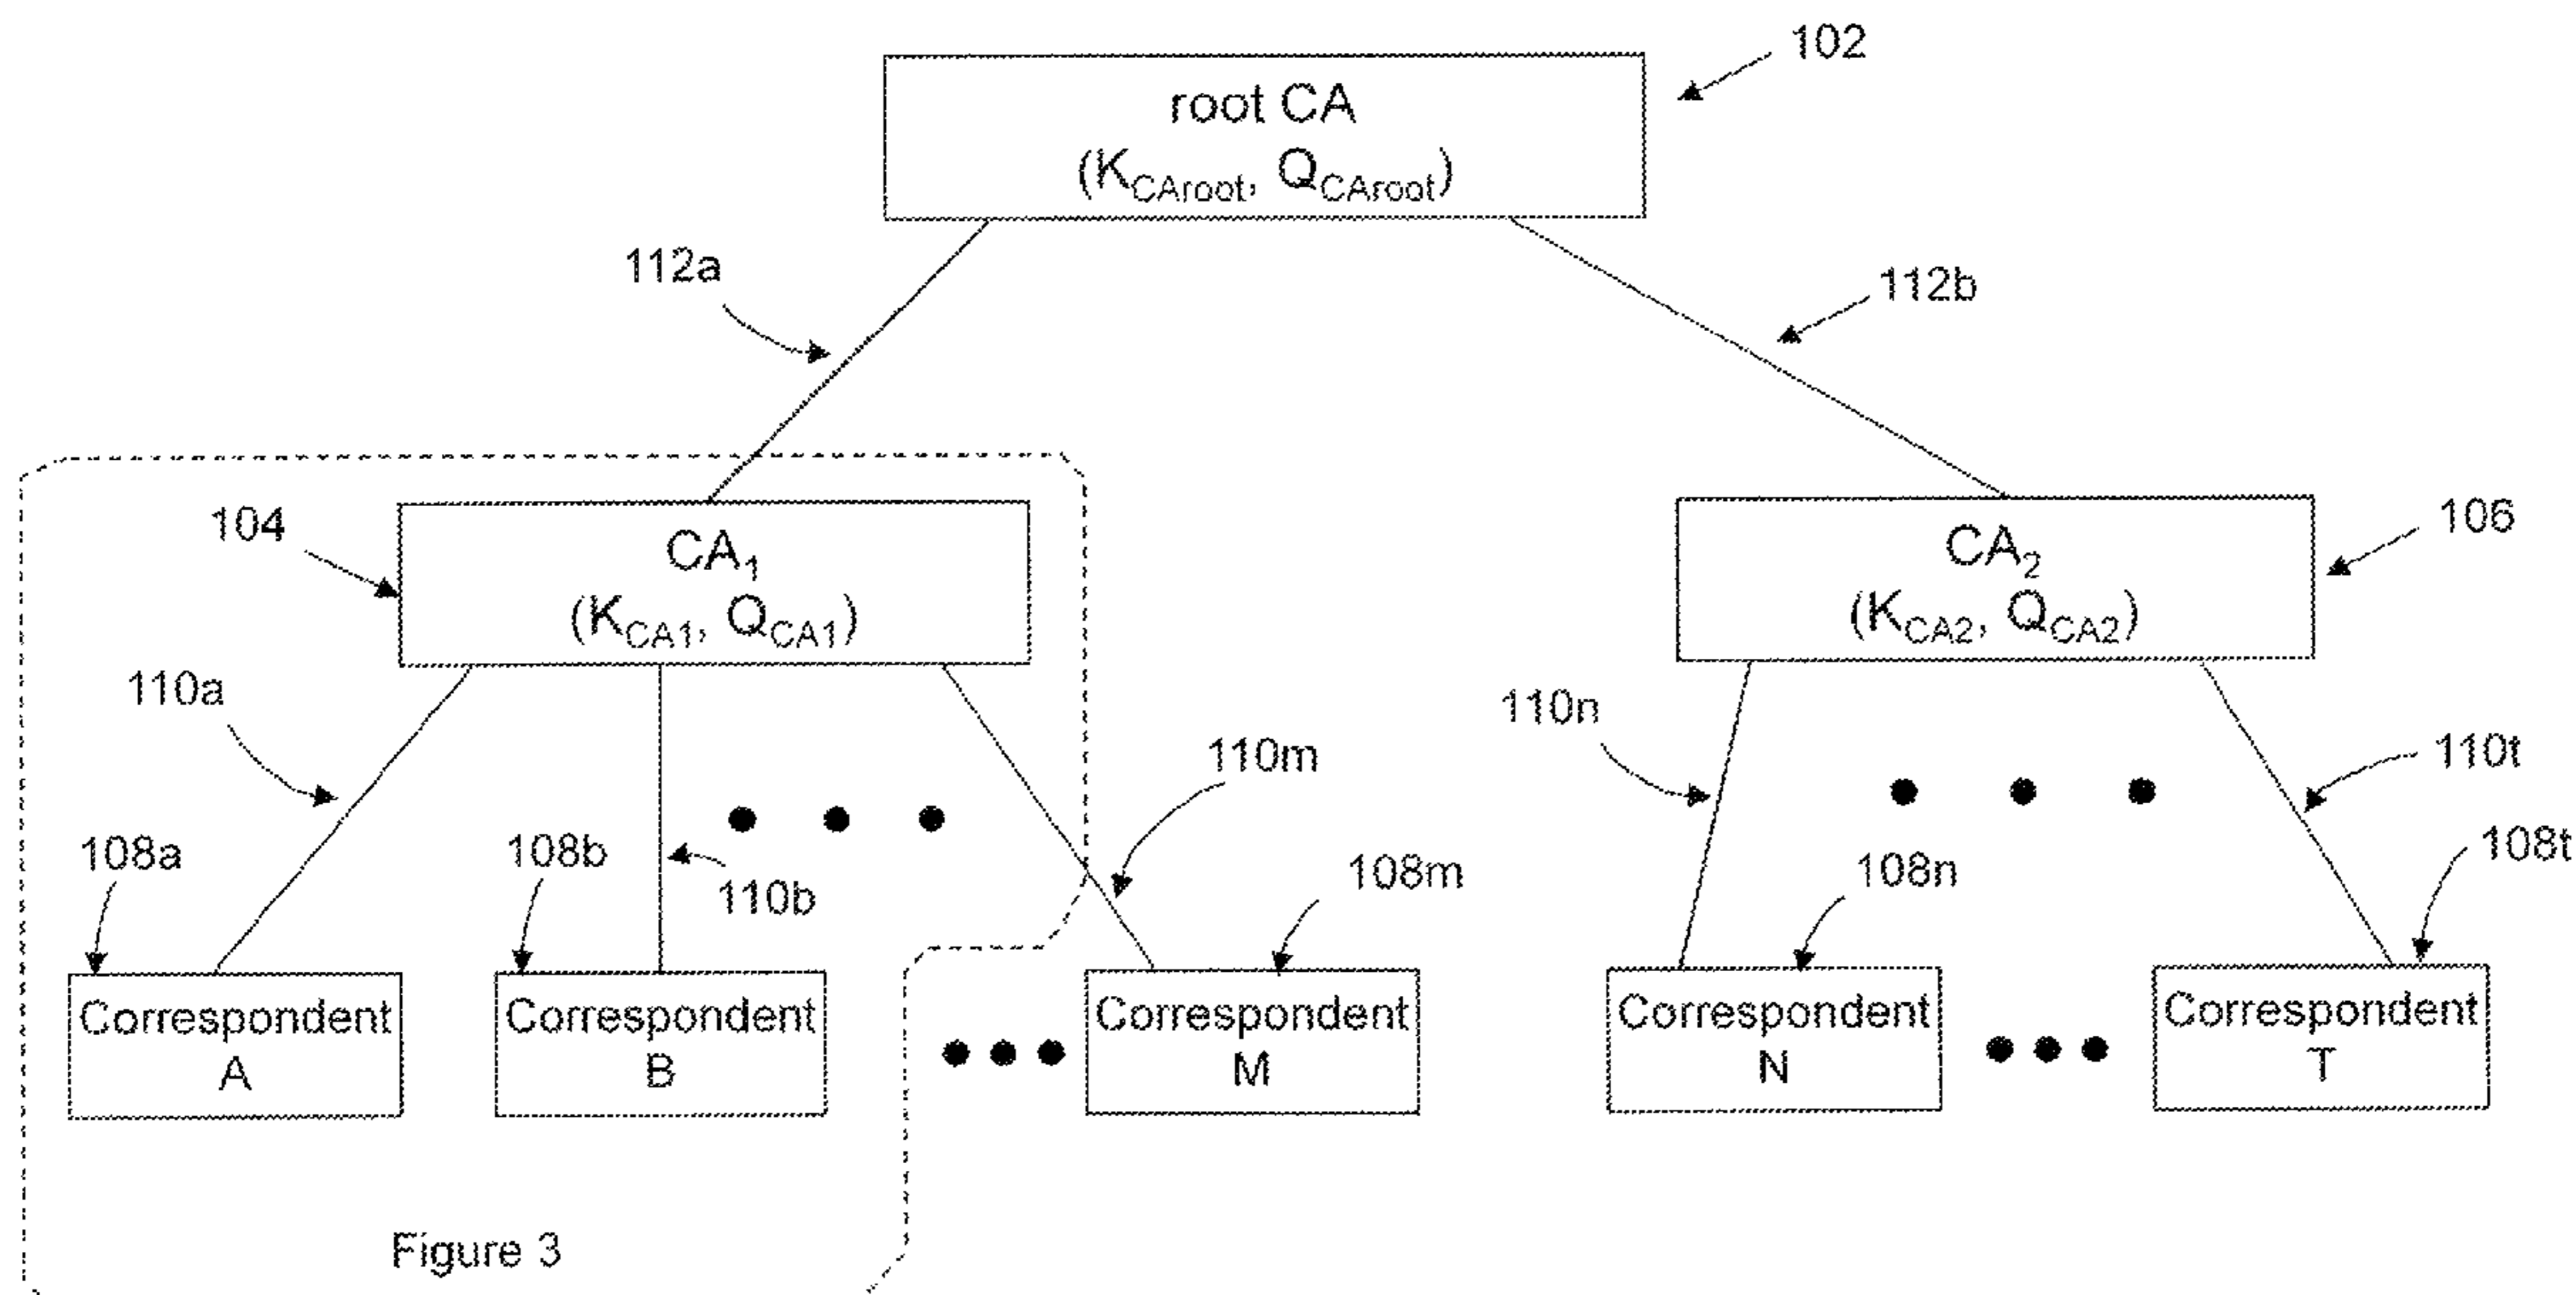 102
root CA
(K_CAroot, Q_CAroot)
112a
112b
104
CA₁
(K_CA1, Q_CA1)
CA₂
(K_CA2, Q_CA2)
106
110a
110n
110m
110t
108a
108b
110b
108m
108n
108t
Correspondent
A
Correspondent
B
Correspondent
M
Correspondent
N
Correspondent
T
Figure 3